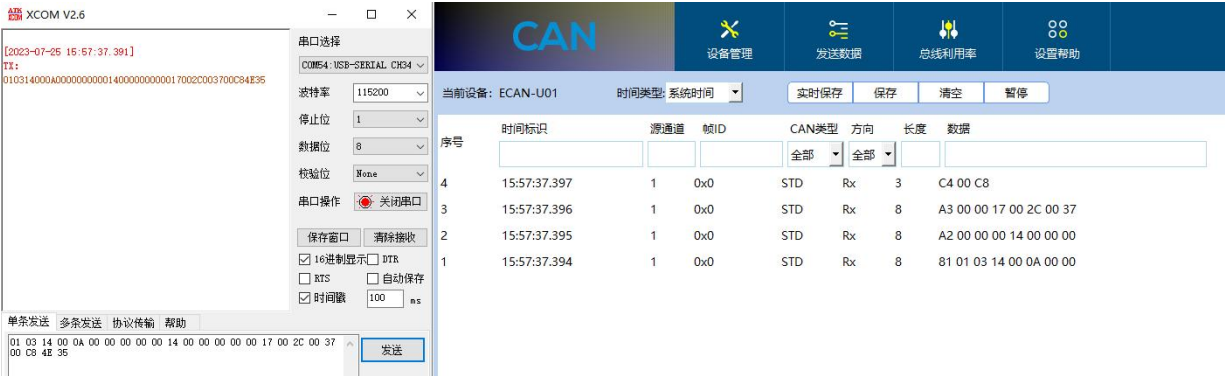 XCOM V2.6
[2023-07-25 15:57:37.391]
TX:
010314000A000000000014000000000017002C003700C84E35
串口选择
COM54:USB-SERIAL CH34
波特率 115200
停止位 1
数据位 8
校验位 None
串口操作 关闭串口
保存窗口 清除接收
16进制显示 DTR
RTS 自动保存
时间戳 100 ms
单条发送 多条发送 协议传输 帮助
01 03 14 00 0A 00 00 00 00 00 14 00 00 00 00 00 17 00 2C 00 37
00 C8 4E 35
发送
CAN
设备管理 发送数据 总线利用率 设置帮助
当前设备: ECAN-U01 时间类型: 系统时间 实时保存 保存 清空 暂停
序号 时间标识 源通道 帧ID CAN类型 方向 长度 数据
全部 全部
4 15:57:37.397 1 0x0 STD Rx 3 C4 00 C8
3 15:57:37.396 1 0x0 STD Rx 8 A3 00 00 17 00 2C 00 37
2 15:57:37.395 1 0x0 STD Rx 8 A2 00 00 00 14 00 00 00
1 15:57:37.394 1 0x0 STD Rx 8 81 01 03 14 00 0A 00 00